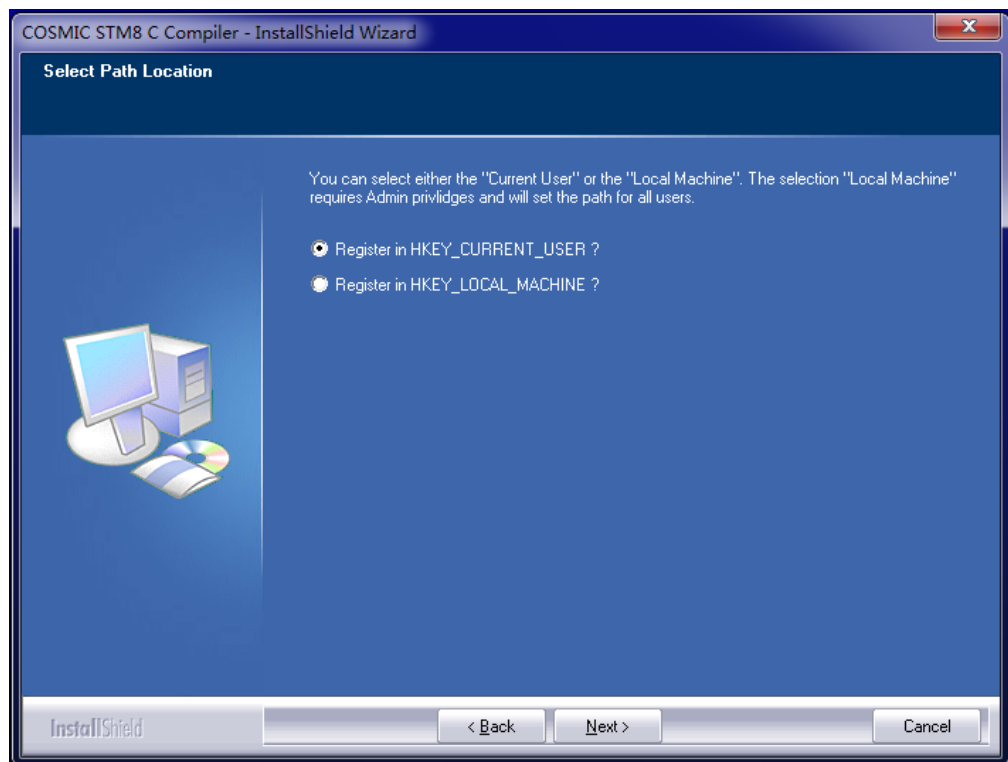 COSMIC STM8 C Compiler - InstallShield Wizard
Select Path Location
You can select either the "Current User" or the "Local Machine". The selection "Local Machine"
requires Admin privlidges and will set the path for all users.
Register in HKEY_CURRENT_USER ?
Register in HKEY_LOCAL_MACHINE ?
InstallShield
< Back
Next >
Cancel